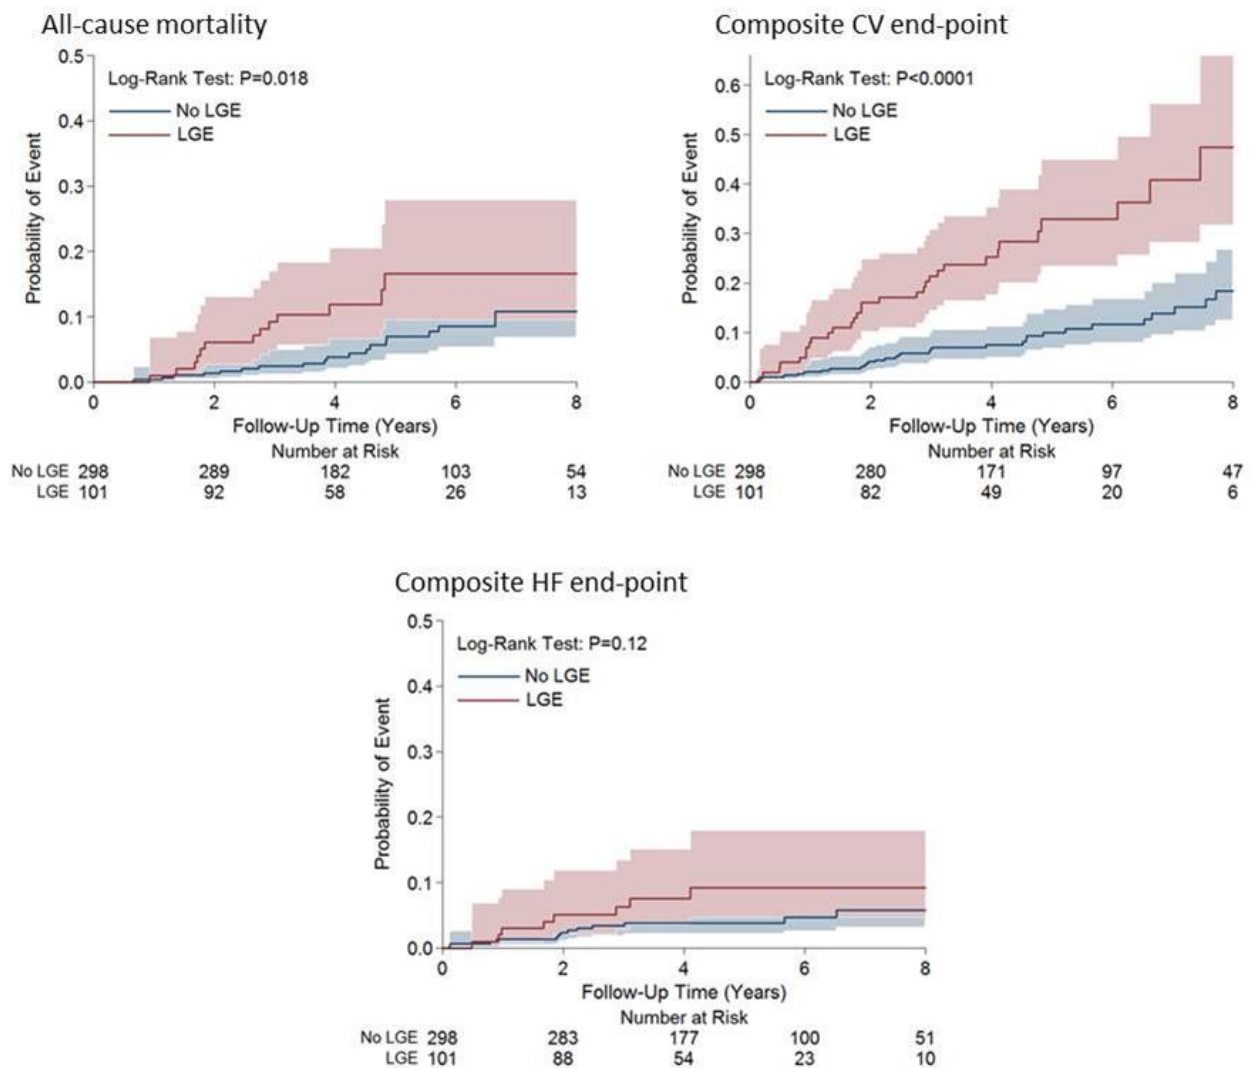 All-cause mortality
0.5
Log-Rank Test: P=0.018
No LGE
0.4
LGE
0.3
0.2
0.1
0.0
Probability of Event
0 2 4 6 8
Follow-Up Time (Years)
Number at Risk
No LGE 298 289 182 103 54
LGE 101 92 58 26 13
Composite CV end-point
Log-Rank Test: P<0.0001
0.6
No LGE
LGE
0.5
0.4
0.3
0.2
0.1
0.0
Probability of Event
0 2 4 6 8
Follow-Up Time (Years)
Number at Risk
No LGE 298 280 171 97 47
LGE 101 82 49 20 6
Composite HF end-point
0.5
Log-Rank Test: P=0.12
No LGE
0.4
LGE
0.3
0.2
0.1
0.0
Probability of Event
0 2 4 6 8
Follow-Up Time (Years)
Number at Risk
No LGE 298 283 177 100 51
LGE 101 88 54 23 10